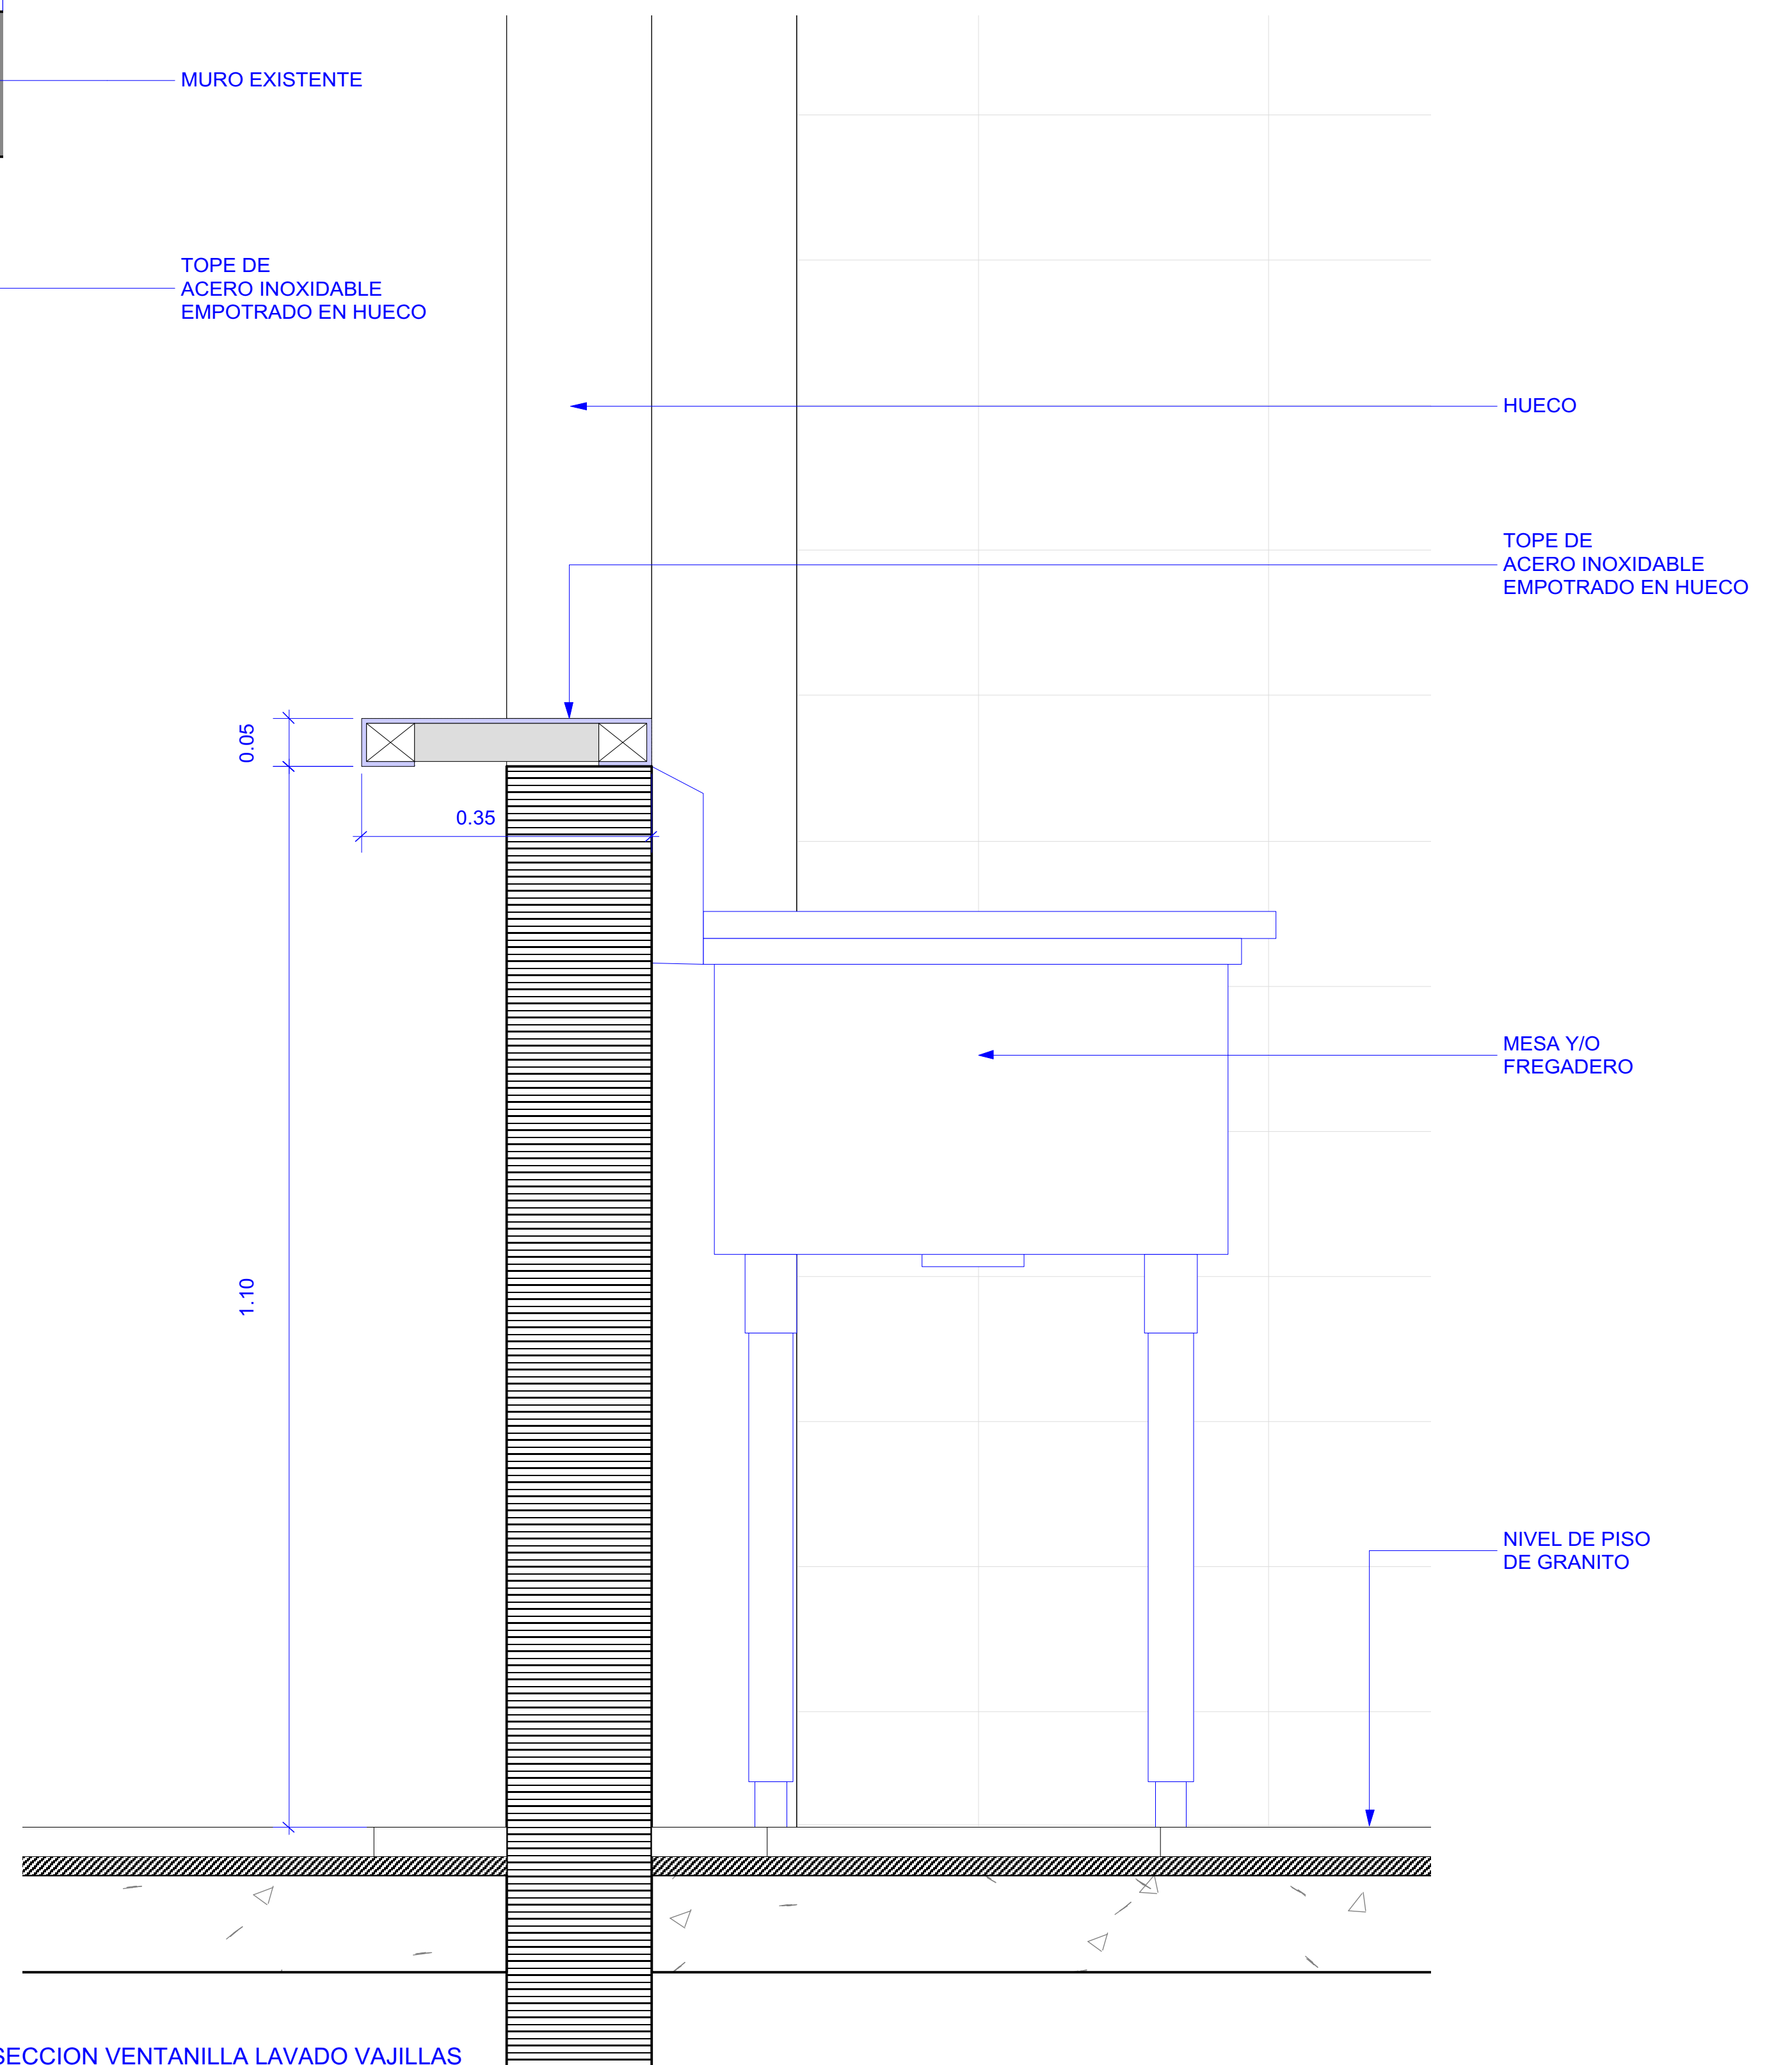 MURO EXISTENTE
TOPE DE
ACERO INOXIDABLE
EMPOTRADO EN HUECO
HUECO
TOPE DE
ACERO INOXIDABLE
EMPOTRADO EN HUECO
0.05
0.35
MESA Y/O
FREGADERO
1.10
NIVEL DE PISO
DE GRANITO
SECCION VENTANILLA LAVADO VAJILLAS